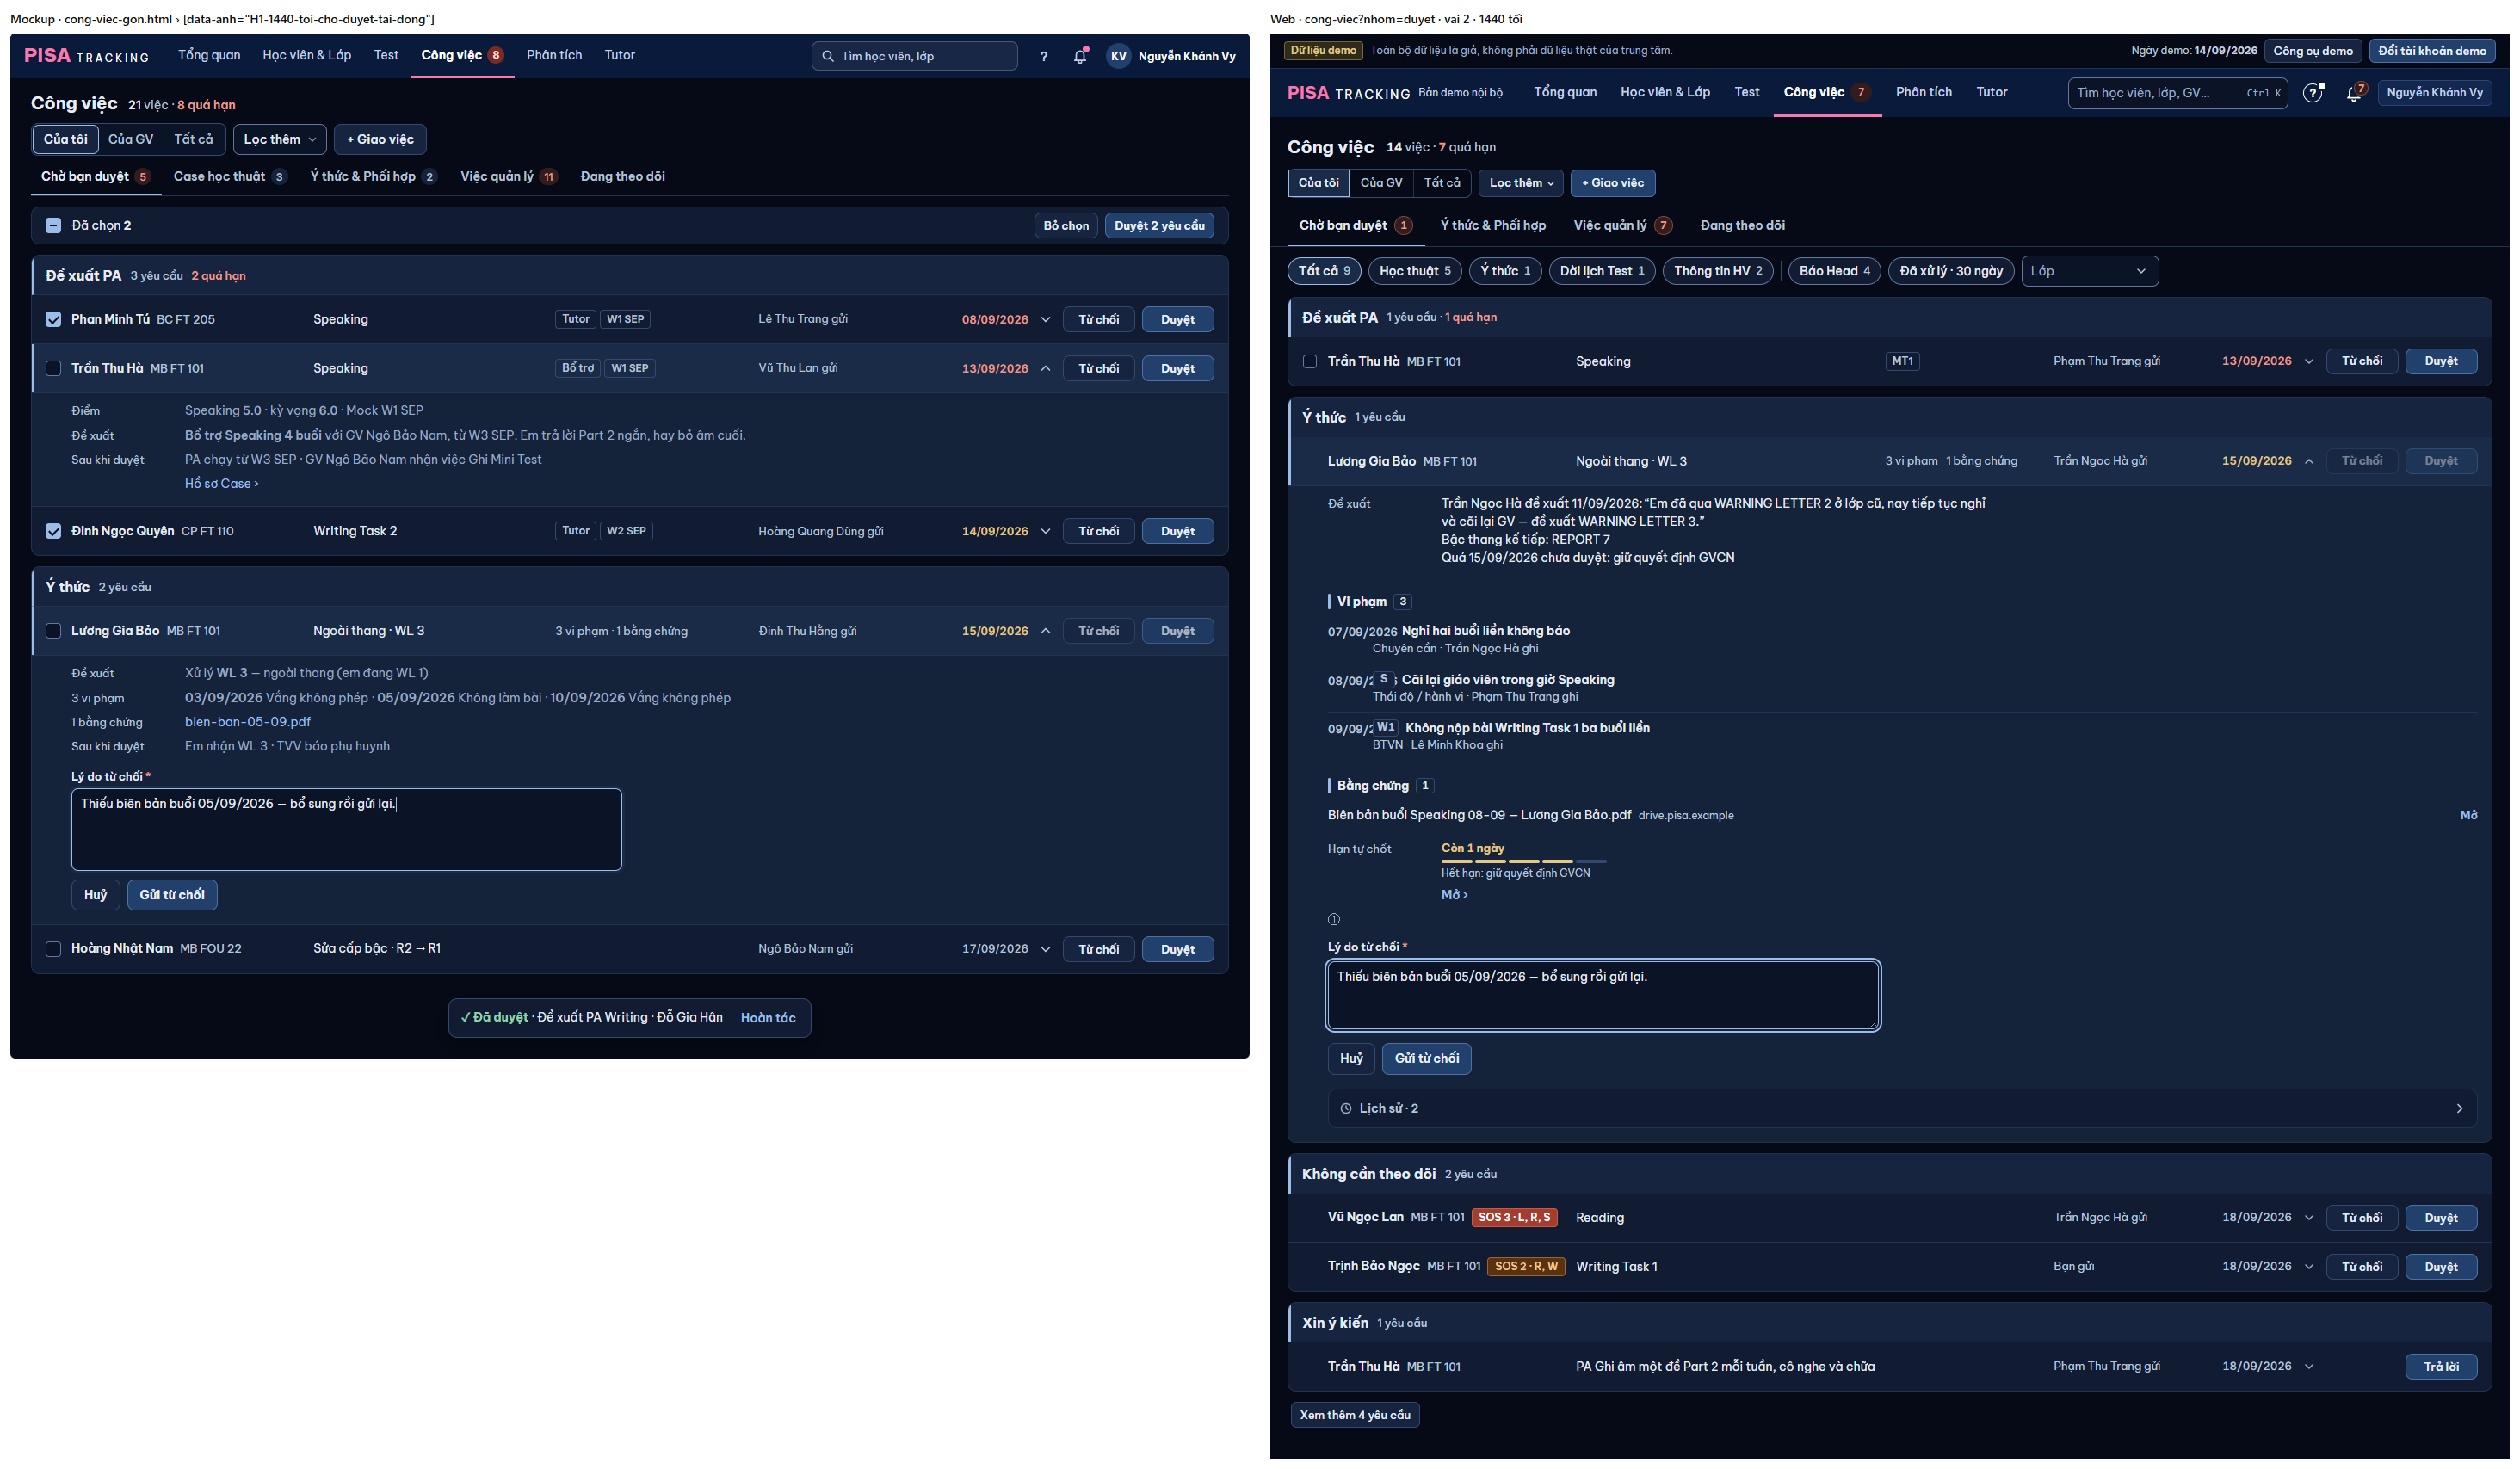 Mockup · cong-viec-gon.html › [data-anh="H1-1440-toi-cho-duyet-tai-dong"]
PISA TRACKING Tổng quan Học viên & Lớp Test Công việc 8 Phân tích Tutor Tìm học viên, lớp ? KV Nguyễn Khánh Vy
Công việc 21 việc · 8 quá hạn
Của tôi Của GV Tất cả Lọc thêm + Giao việc
Chờ bạn duyệt 5 Case học thuật 3 Ý thức & Phối hợp 2 Việc quản lý 11 Đang theo dõi
Đã chọn 2 Bỏ chọn Duyệt 2 yêu cầu
Đề xuất PA 3 yêu cầu · 2 quá hạn
Phan Minh Tú BC FT 205 Speaking Tutor W1 SEP Lê Thu Trang gửi 08/09/2026 Từ chối Duyệt
Trần Thu Hà MB FT 101 Speaking Bổ trợ W1 SEP Vũ Thu Lan gửi 13/09/2026 Từ chối Duyệt
Điểm Speaking 5.0 · kỳ vọng 6.0 · Mock W1 SEP
Đề xuất Bổ trợ Speaking 4 buổi với GV Ngô Bảo Nam, từ W3 SEP. Em trả lời Part 2 ngắn, hay bỏ âm cuối.
Sau khi duyệt PA chạy từ W3 SEP · GV Ngô Bảo Nam nhận việc Ghi Mini Test
Hồ sơ Case ›
Đinh Ngọc Quyên CP FT 110 Writing Task 2 Tutor W2 SEP Hoàng Quang Dũng gửi 14/09/2026 Từ chối Duyệt
Ý thức 2 yêu cầu
Lương Gia Bảo MB FT 101 Ngoài thang · WL 3 3 vi phạm · 1 bằng chứng Đinh Thu Hằng gửi 15/09/2026 Từ chối Duyệt
Đề xuất Xử lý WL 3 — ngoài thang (em đang WL 1)
3 vi phạm 03/09/2026 Vắng không phép · 05/09/2026 Không làm bài · 10/09/2026 Vắng không phép
1 bằng chứng bien-ban-05-09.pdf
Sau khi duyệt Em nhận WL 3 · TVV báo phụ huynh
Lý do từ chối *
Thiếu biên bản buổi 05/09/2026 — bổ sung rồi gửi lại.
Huỷ Gửi từ chối
Hoàng Nhật Nam MB FOU 22 Sửa cấp bậc · R2 → R1 Ngô Bảo Nam gửi 17/09/2026 Từ chối Duyệt
✓ Đã duyệt · Đề xuất PA Writing · Đỗ Gia Hân Hoàn tác
Web · cong-viec?nhom=duyet · vai 2 · 1440 tối
Dữ liệu demo Toàn bộ dữ liệu là giả, không phải dữ liệu thật của trung tâm. Ngày demo: 14/09/2026 Công cụ demo Đổi tài khoản demo
PISA TRACKING Bản demo nội bộ Tổng quan Học viên & Lớp Test Công việc 7 Phân tích Tutor Tìm học viên, lớp, GV... Ctrl K ? 7 Nguyễn Khánh Vy
Công việc 14 việc · 7 quá hạn
Của tôi Của GV Tất cả Lọc thêm + Giao việc
Chờ bạn duyệt 1 Ý thức & Phối hợp Việc quản lý 7 Đang theo dõi
Tất cả 9 Học thuật 5 Ý thức 1 Dời lịch Test 1 Thông tin HV 2 Báo Head 4 Đã xử lý · 30 ngày Lớp
Đề xuất PA 1 yêu cầu · 1 quá hạn
Trần Thu Hà MB FT 101 Speaking MT1 Phạm Thu Trang gửi 13/09/2026 Từ chối Duyệt
Ý thức 1 yêu cầu
Lương Gia Bảo MB FT 101 Ngoài thang · WL 3 3 vi phạm · 1 bằng chứng Trần Ngọc Hà gửi 15/09/2026 Từ chối Duyệt
Đề xuất Trần Ngọc Hà đề xuất 11/09/2026: “Em đã qua WARNING LETTER 2 ở lớp cũ, nay tiếp tục nghỉ
và cãi lại GV — đề xuất WARNING LETTER 3.”
Bậc thang kế tiếp: REPORT 7
Quá 15/09/2026 chưa duyệt: giữ quyết định GVCN
Vi phạm 3
07/09/2026 Nghỉ hai buổi liền không báo
Chuyên cần · Trần Ngọc Hà ghi
08/09/2 S Cãi lại giáo viên trong giờ Speaking
Thái độ / hành vi · Phạm Thu Trang ghi
09/09/2 W1 Không nộp bài Writing Task 1 ba buổi liền
BTVN · Lê Minh Khoa ghi
Bằng chứng 1
Biên bản buổi Speaking 08-09 — Lương Gia Bảo.pdf drive.pisa.example Mở
Hạn tự chốt Còn 1 ngày
Hết hạn: giữ quyết định GVCN
Mở ›
Lý do từ chối *
Thiếu biên bản buổi 05/09/2026 — bổ sung rồi gửi lại.
Huỷ Gửi từ chối
Lịch sử · 2
Không cần theo dõi 2 yêu cầu
Vũ Ngọc Lan MB FT 101 SOS 3 · L, R, S Reading Trần Ngọc Hà gửi 18/09/2026 Từ chối Duyệt
Trịnh Bảo Ngọc MB FT 101 SOS 2 · R, W Writing Task 1 Bạn gửi 18/09/2026 Từ chối Duyệt
Xin ý kiến 1 yêu cầu
Trần Thu Hà MB FT 101 PA Ghi âm một đề Part 2 mỗi tuần, cô nghe và chữa Phạm Thu Trang gửi 18/09/2026 Trả lời
Xem thêm 4 yêu cầu